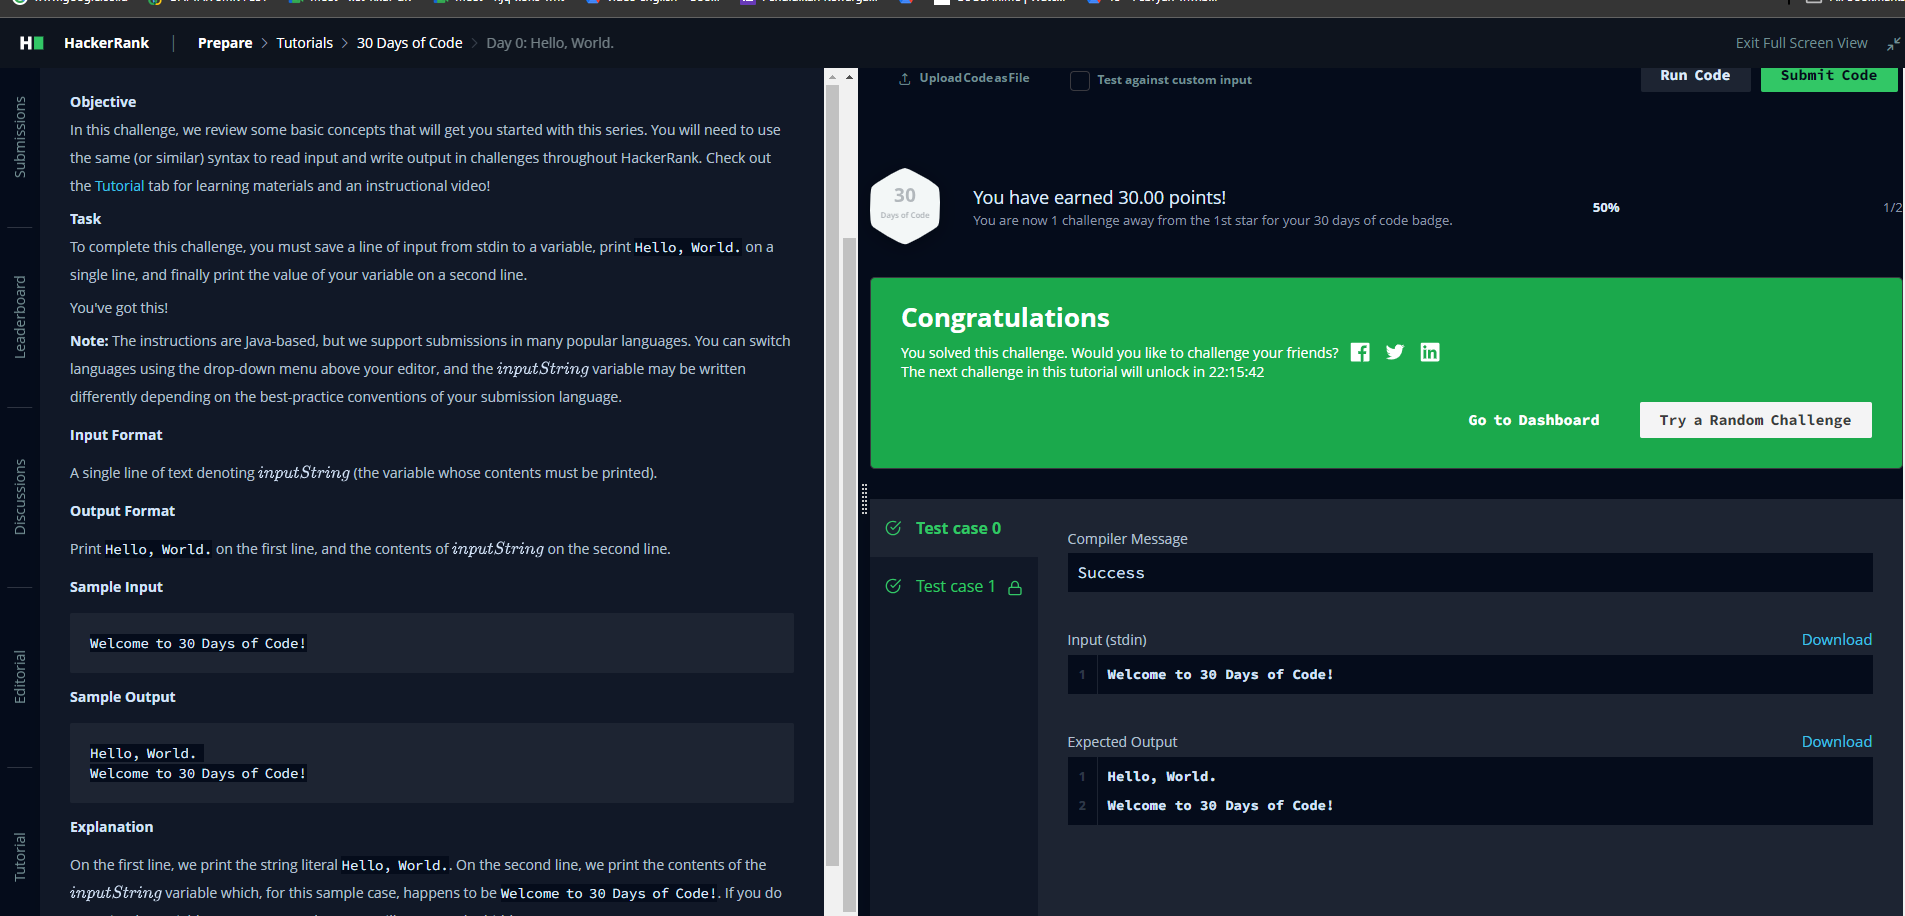 HackerRank | Prepare > Tutorials > 30 Days of Code > Day 0: Hello, World.
Exit Full Screen View
Submissions
Leaderboard
Discussions
Editorial
Tutorial
Objective
In this challenge, we review some basic concepts that will get you started with this series. You will need to use
the same (or similar) syntax to read input and write output in challenges throughout HackerRank. Check out
the Tutorial tab for learning materials and an instructional video!
Task
To complete this challenge, you must save a line of input from stdin to a variable, print Hello, World. on a
single line, and finally print the value of your variable on a second line.
You've got this!
Note: The instructions are Java-based, but we support submissions in many popular languages. You can switch
languages using the drop-down menu above your editor, and the inputString variable may be written
differently depending on the best-practice conventions of your submission language.
Input Format
A single line of text denoting inputString (the variable whose contents must be printed).
Output Format
Print Hello, World. on the first line, and the contents of inputString on the second line.
Sample Input
Welcome to 30 Days of Code!
Sample Output
Hello, World.
Welcome to 30 Days of Code!
Explanation
On the first line, we print the string literal Hello, World.. On the second line, we print the contents of the
inputString variable which, for this sample case, happens to be Welcome to 30 Days of Code!. If you do
Upload Code as File
Test against custom input
Run Code
Submit Code
30
Days of Code
You have earned 30.00 points!
You are now 1 challenge away from the 1st star for your 30 days of code badge.
50%
1/2
Congratulations
You solved this challenge. Would you like to challenge your friends?
The next challenge in this tutorial will unlock in 22:15:42
Go to Dashboard
Try a Random Challenge
Test case 0
Test case 1
Compiler Message
Success
Input (stdin)
Download
1 Welcome to 30 Days of Code!
Expected Output
Download
1 Hello, World.
2 Welcome to 30 Days of Code!